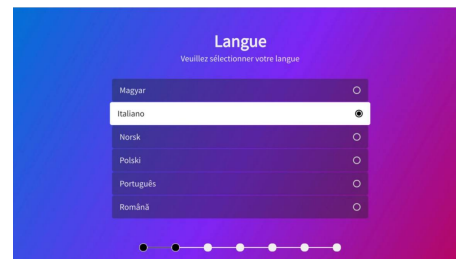 Langue
Veuillez sélectionner votre langue
Magyar
Italiano
Norsk
Polski
Português
Română